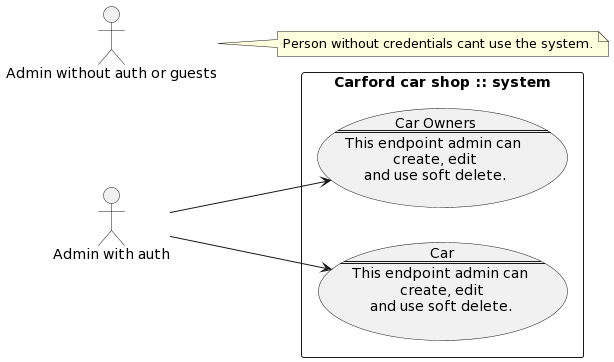 Person without credentials cant use the system.
Admin without auth or guests
Carford car shop :: system
Car Owners
This endpoint admin can
create, edit
and use soft delete.
Admin with auth
Car
This endpoint admin can
create, edit
and use soft delete.